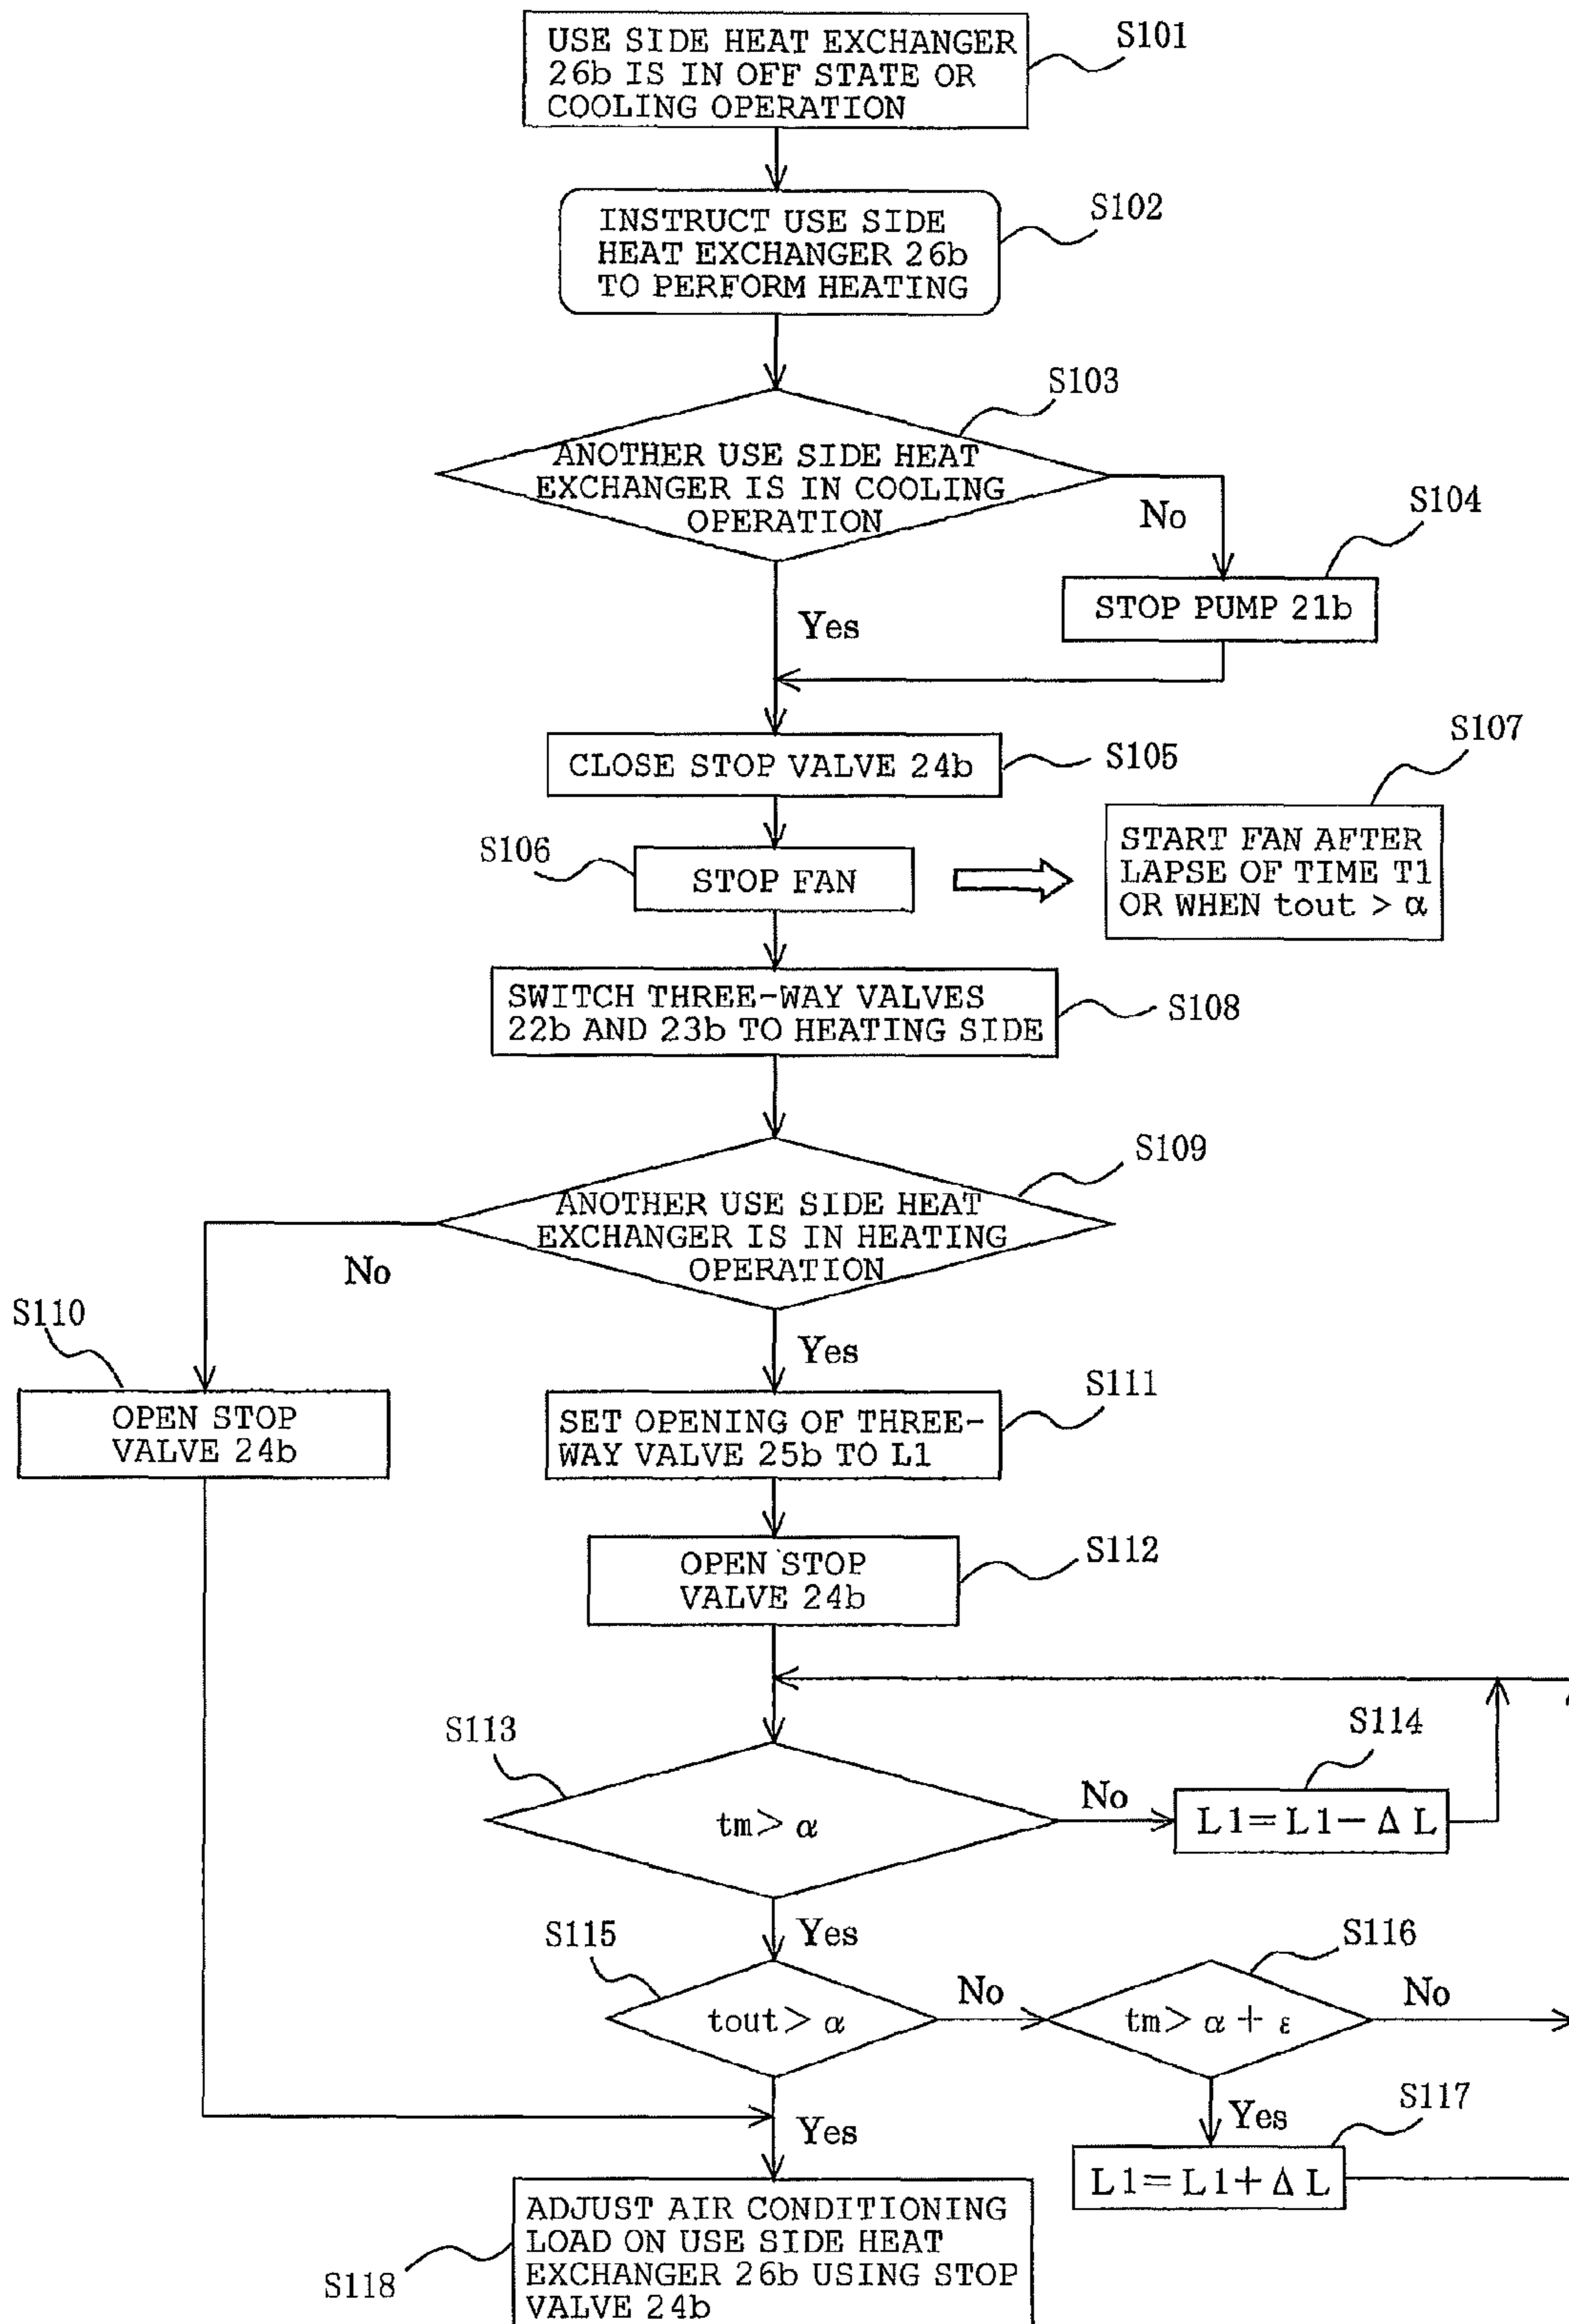 S101
USE SIDE HEAT EXCHANGER
26b IS IN OFF STATE OR
COOLING OPERATION
S102
INSTRUCT USE SIDE
HEAT EXCHANGER 26b
TO PERFORM HEATING
S103
ANOTHER USE SIDE HEAT
EXCHANGER IS IN COOLING
OPERATION
No
S104
STOP PUMP 21b
Yes
CLOSE STOP VALVE 24b
S105
S106
STOP FAN
S107
START FAN AFTER
LAPSE OF TIME T1
OR WHEN tout > α
SWITCH THREE-WAY VALVES
22b AND 23b TO HEATING SIDE
S108
S109
ANOTHER USE SIDE HEAT
EXCHANGER IS IN HEATING
OPERATION
No
S110
OPEN STOP
VALVE 24b
Yes
S111
SET OPENING OF THREE-
WAY VALVE 25b TO L1
S112
OPEN STOP
VALVE 24b
S113
tm> α
No
S114
L1=L1− Δ L
Yes
S115
tout> α
No
S116
tm> α + ε
No
Yes
S117
L1=L1+ Δ L
Yes
S118
ADJUST AIR CONDITIONING
LOAD ON USE SIDE HEAT
EXCHANGER 26b USING STOP
VALVE 24b